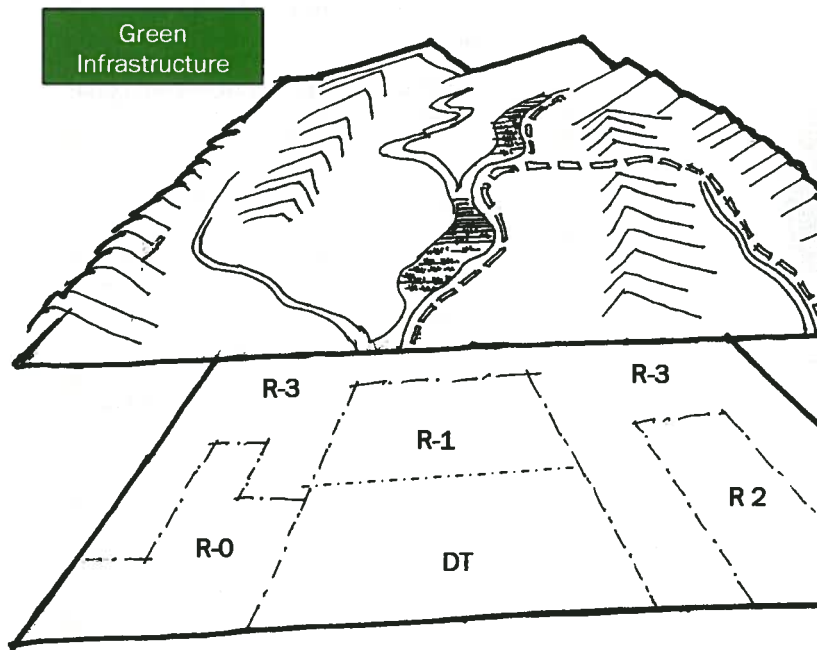 Green
Infrastructure
R-3
R-3
R-1
R 2
R-0
DT